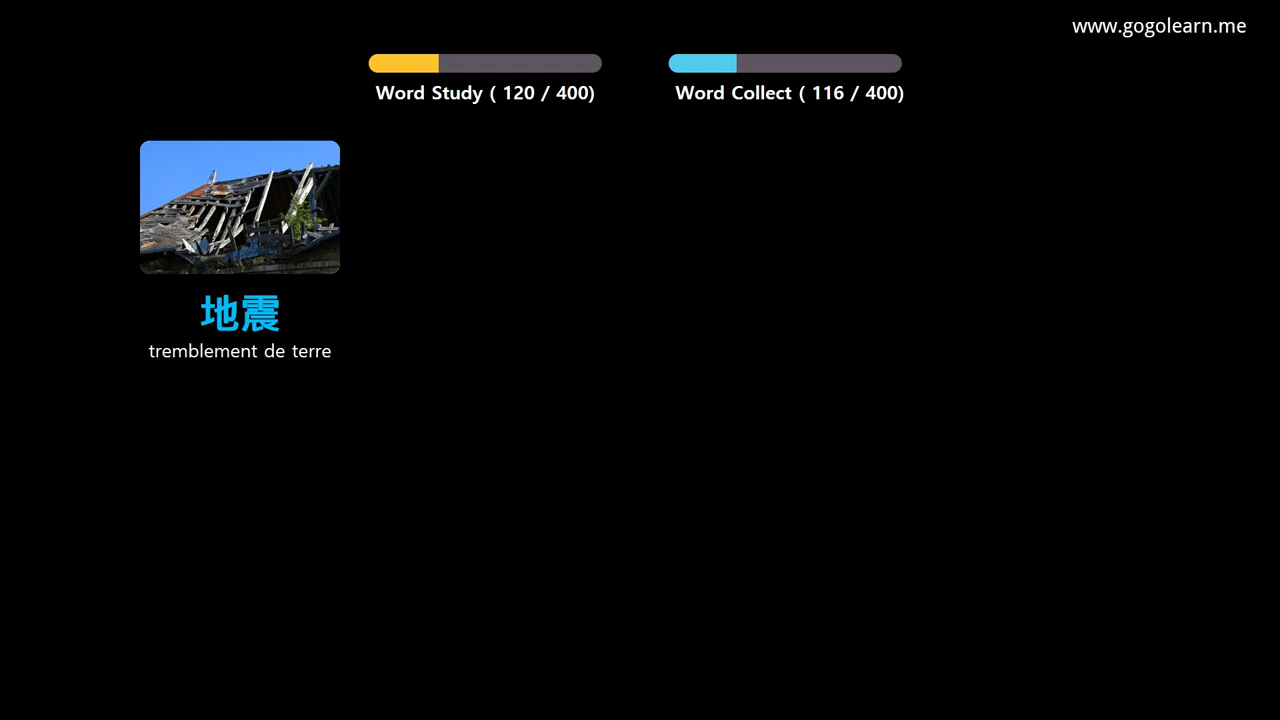 www.gogolearn.me
Word Study ( 120 / 400)
Word Collect ( 116 / 400)
地震
tremblement de terre